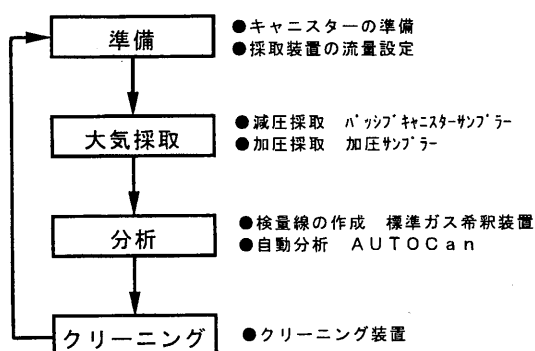 準備
●キャニスターの準備
●採取装置の流量設定
大気採取
●減圧採取 ﾊﾟｯｼﾌﾞｷｬﾆｽﾀｰｻﾝﾌﾟﾗｰ
●加圧採取 加圧ｻﾝﾌﾟﾗｰ
分析
●検量線の作成 標準ガス希釈装置
●自動分析 ＡＵＴＯＣａｎ
クリーニング
●クリーニング装置